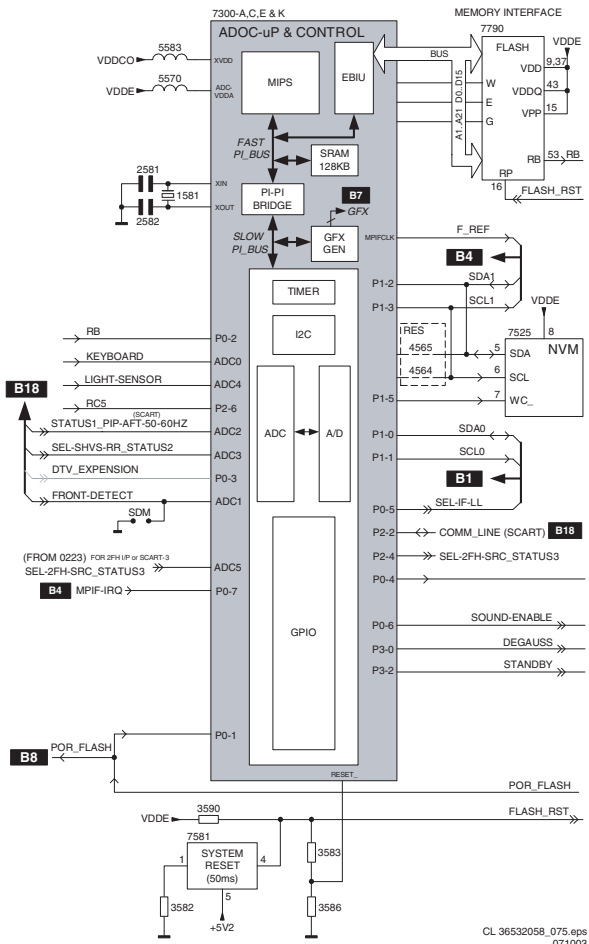 7300-A,C,E & K
MEMORY INTERFACE
ADOC-uP & CONTROL
7790
VDDCO
5583
XVDD
MIPS
EBIU
BUS
FLASH
VDDE
VDD
9,37
VDDE
5570
ADC-VDDA
W
E
G
A1..A21 D0..D15
VDDQ
43
VPP
15
FAST
PI_BUS
SRAM
128KB
RB
53
RB
RP
16
FLASH_RST
2581
1581
2582
XIN
XOUT
PI-PI
BRIDGE
B7
GFX
SLOW
PI_BUS
GFX
GEN
MPIFCLK
F_REF
B4
P1-2
SDA1
P1-3
SCL1
VDDE
TIMER
I2C
RES
4565
4564
7525
8
NVM
5
SDA
6
SCL
7
WC_
P1-5
RB
P0-2
KEYBOARD
ADC0
LIGHT-SENSOR
ADC4
B18
RC5
P2-6
(SCART)
STATUS1_PIP-AFT-50-60HZ
ADC2
SEL-SHVS-RR_STATUS2
ADC3
DTV_EXPENSION
P0-3
FRONT-DETECT
ADC1
SDM
ADC
A/D
P1-0
SDA0
P1-1
SCL0
B1
P0-5
SEL-IF-LL
P2-2
COMM_LINE (SCART)
B18
P2-4
SEL-2FH-SRC_STATUS3
P0-4
(FROM 0223) FOR 2FH I/P or SCART-3
SEL-2FH-SRC_STATUS3
ADC5
B4
MPIF-IRQ
P0-7
GPIO
P0-6
SOUND-ENABLE
P3-0
DEGAUSS
P3-2
STANDBY
P0-1
B8
POR_FLASH
RESET_
POR_FLASH
VDDE
3590
FLASH_RST
7581
1
SYSTEM
RESET
(50ms)
4
5
3583
3582
+5V2
3586
CL 36532058_075.eps
071003